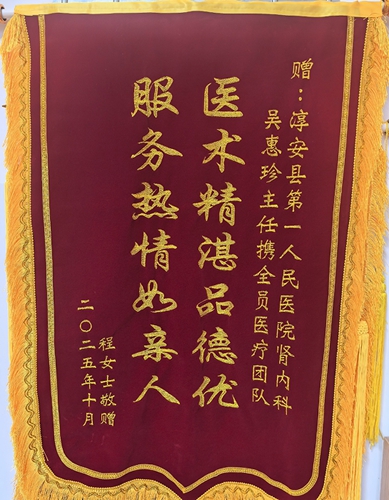 赠：淳安县第一人民医院肾内科
吴惠珍主任携全员医疗团队
医术精湛品德优
服务热情如亲人
程女士敬赠
二〇二五年十月